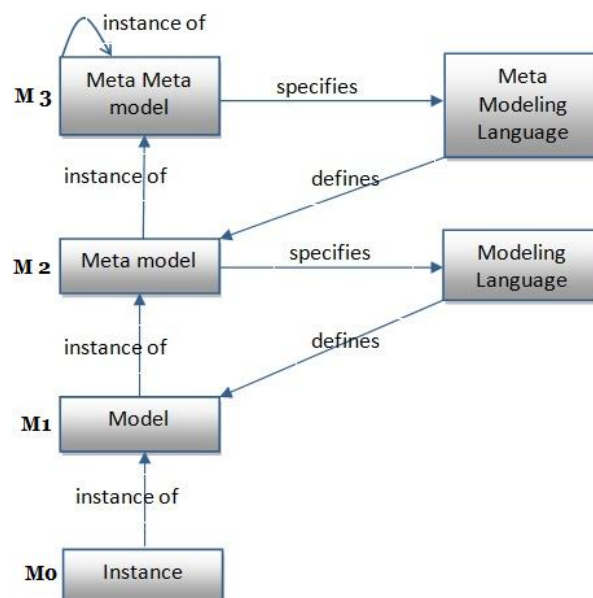 instance of
M 3
Meta Meta
model
specifies
Meta
Modeling
Language
instance of
defines
M 2
Meta model
specifies
Modeling
Language
instance of
defines
M1
Model
instance of
M0
Instance